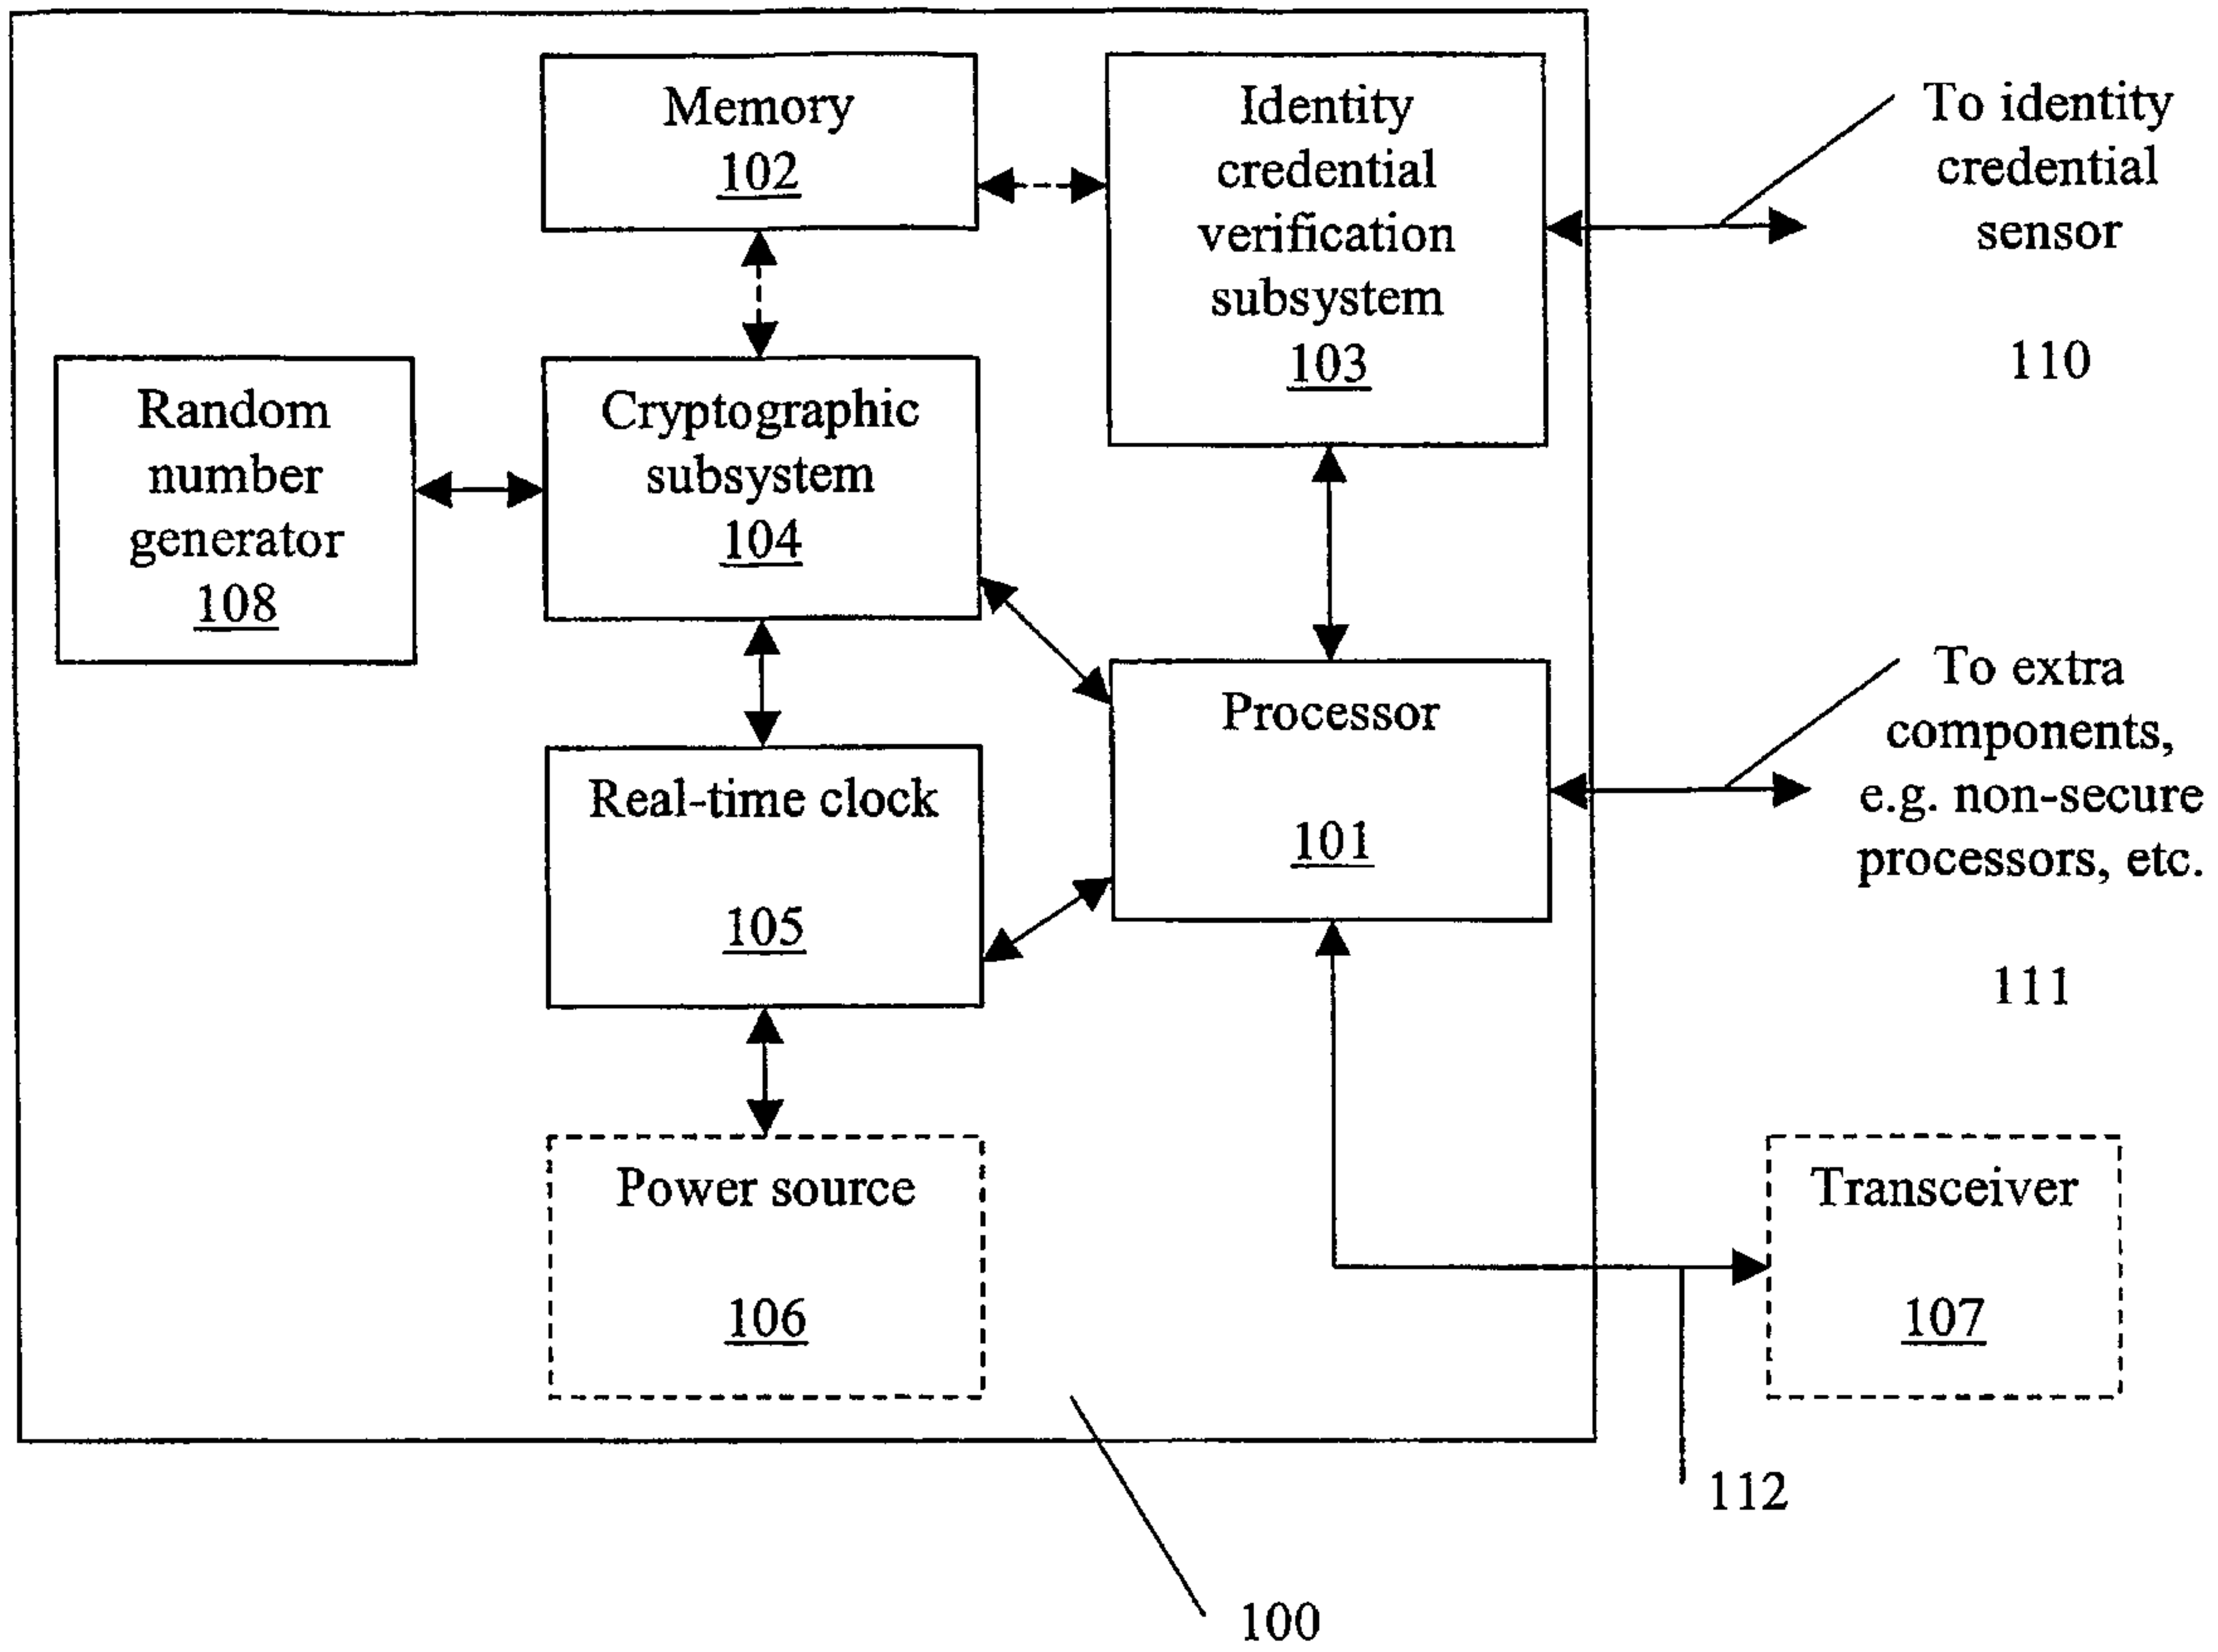 Memory
102
Identity
credential
verification
subsystem
103
To identity
credential
sensor
110
Random
number
generator
108
Cryptographic
subsystem
104
Processor
101
To extra
components,
e.g. non-secure
processors, etc.
111
Real-time clock
105
Power source
106
Transceiver
107
112
100